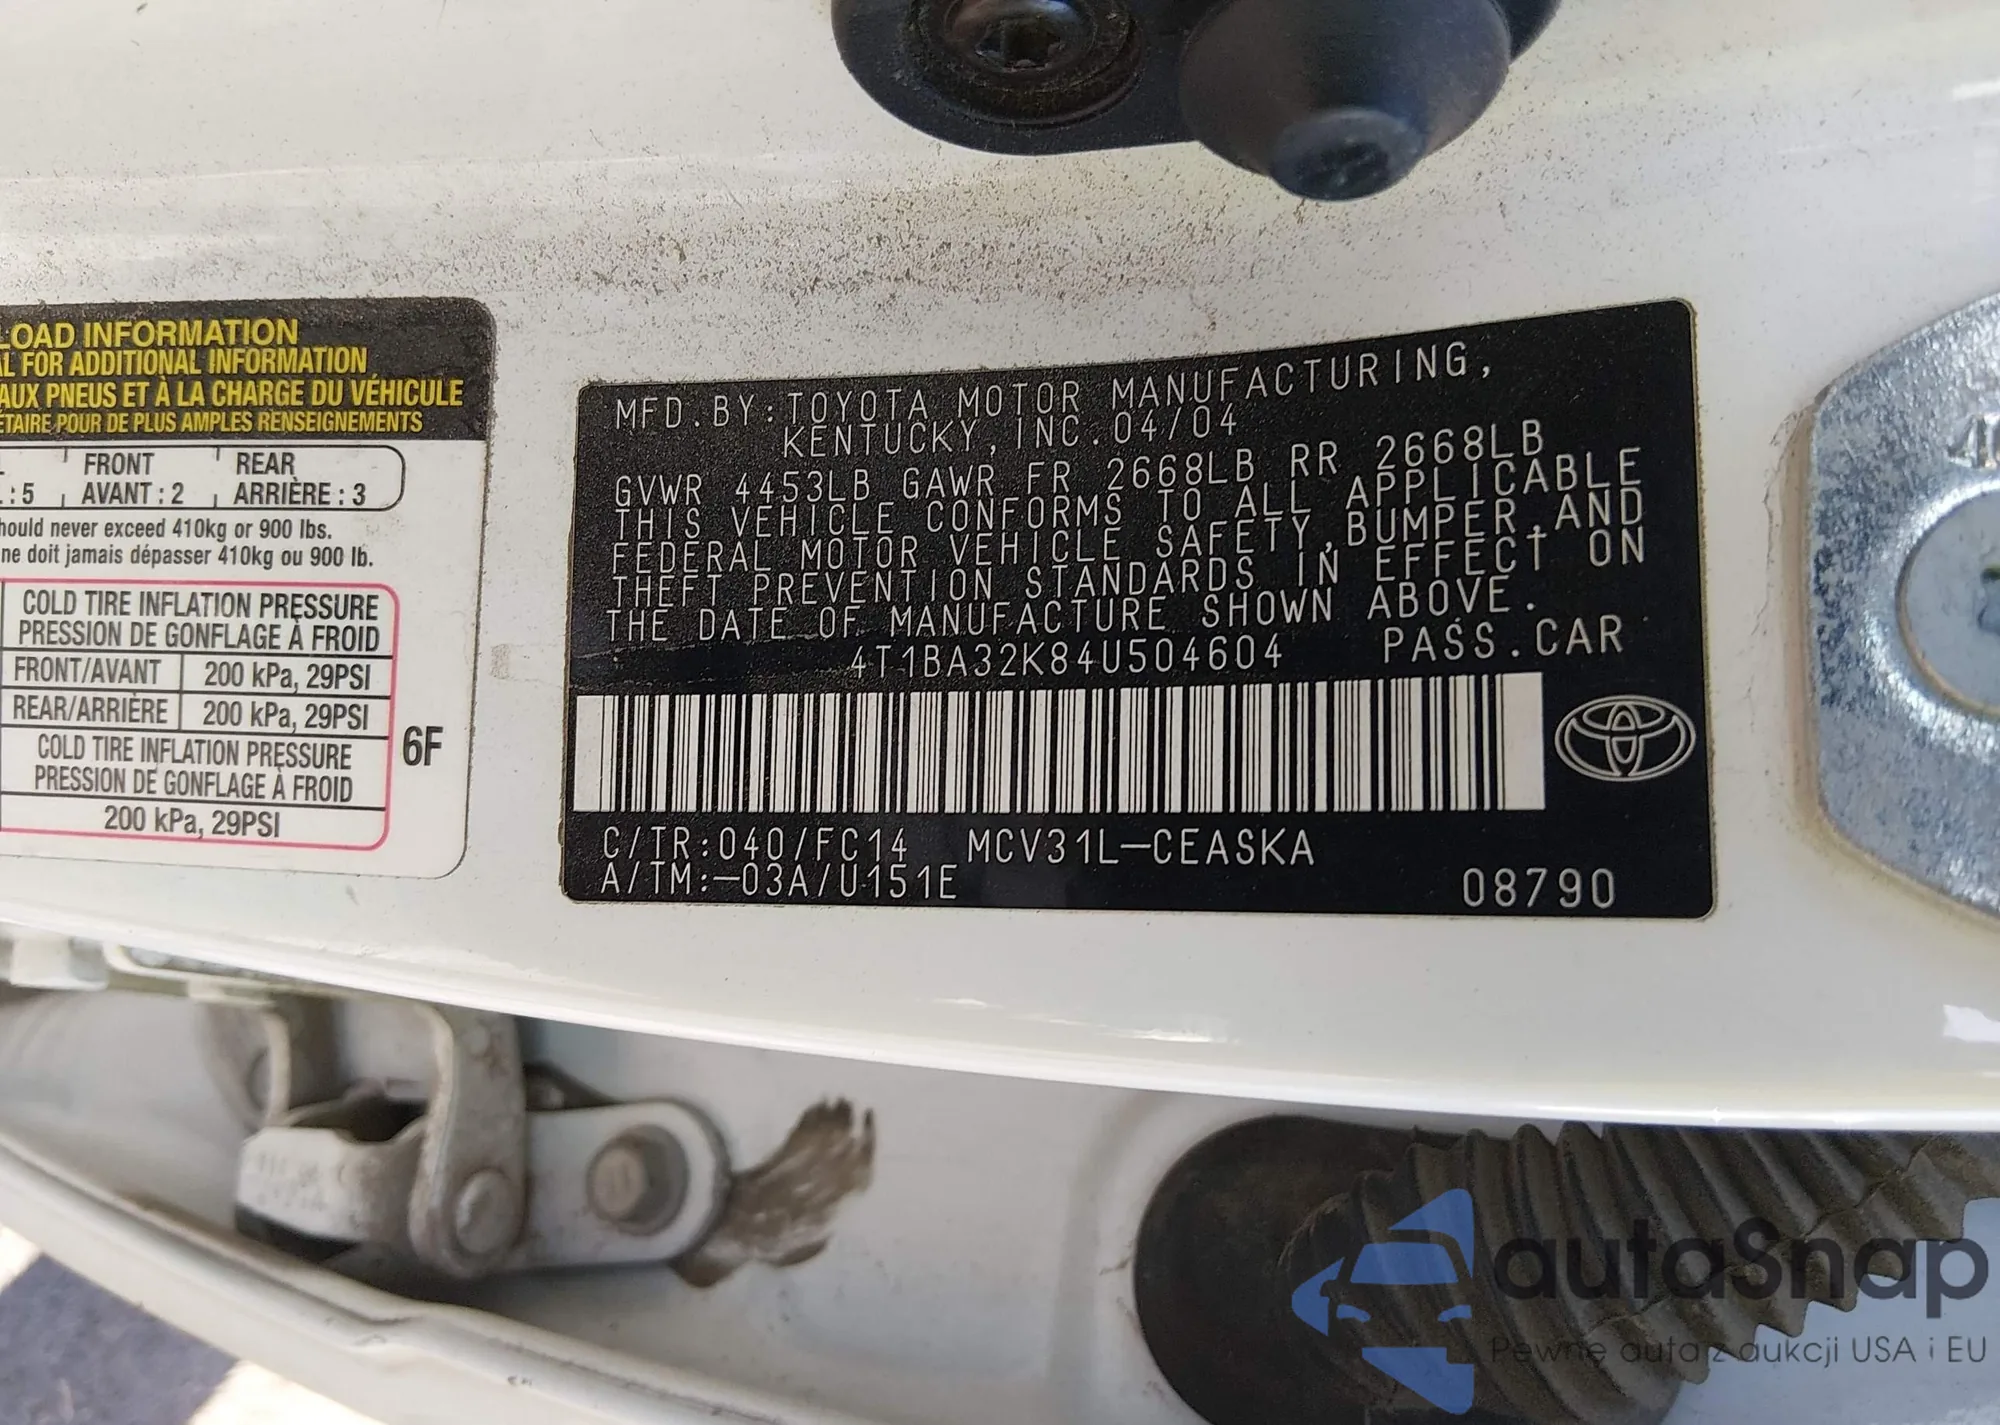 LOAD INFORMATION
AL FOR ADDITIONAL INFORMATION
AUX PNEUS ET À LA CHARGE DU VÉHICULE
ÉTAIRE POUR DE PLUS AMPLES RENSEIGNEMENTS
FRONT REAR
: 5 AVANT : 2 ARRIÈRE : 3
hould never exceed 410kg or 900 lbs.
ne doit jamais dépasser 410kg ou 900 lb.
COLD TIRE INFLATION PRESSURE
PRESSION DE GONFLAGE À FROID
FRONT/AVANT 200 kPa, 29PSI
REAR/ARRIÈRE 200 kPa, 29PSI
COLD TIRE INFLATION PRESSURE
PRESSION DE GONFLAGE À FROID
200 kPa, 29PSI
6F
MFD.BY:TOYOTA MOTOR MANUFACTURING,
KENTUCKY, INC.04/04
GVWR 4453LB GAWR FR 2668LB RR 2668LB
THIS VEHICLE CONFORMS TO ALL APPLICABLE
FEDERAL MOTOR VEHICLE SAFETY,BUMPER,AND
THEFT PREVENTION STANDARDS IN EFFECT ON
THE DATE OF MANUFACTURE SHOWN ABOVE.
4T1BA32K84U504604 PASS.CAR
C/TR:040/FC14 MCV31L-CEASKA
A/TM:-03A/U151E
08790
autaSnap
Pewne auta z aukcji USA i EU